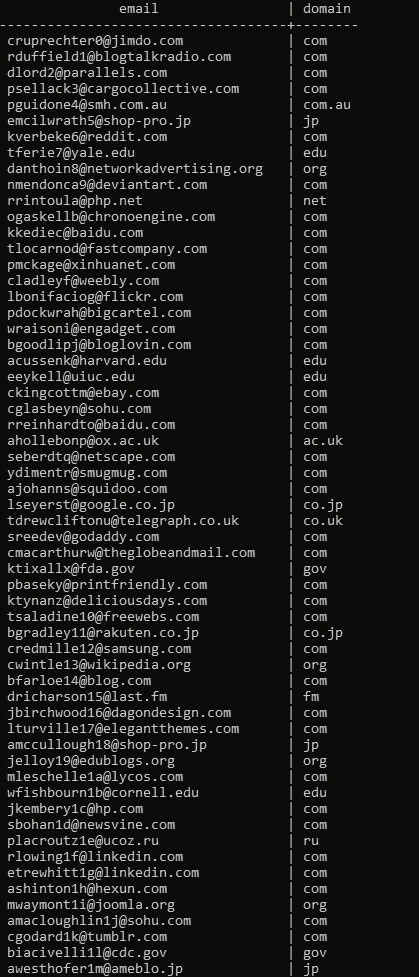 email | domain
-----------------------------------+--------
cruprechter0@jimdo.com | com
rduffield1@blogtalkradio.com | com
dlord2@parallels.com | com
psellack3@cargocollective.com | com
pguidone4@smh.com.au | com.au
emcilwrath5@shop-pro.jp | jp
kverbeke6@reddit.com | com
tferie7@yale.edu | edu
danthoin8@networkadvertising.org | org
nmendonca9@deviantart.com | com
rrintoula@php.net | net
ogaskellb@chronoengine.com | com
kkediec@baidu.com | com
tlocarnod@fastcompany.com | com
pmckage@xinhuanet.com | com
cladleyf@weebly.com | com
lbonifaciog@flickr.com | com
pdockwrah@bigcartel.com | com
wraisoni@engadget.com | com
bgoodlipj@bloglovin.com | com
acussenk@harvard.edu | edu
eeykell@uiuc.edu | edu
ckingcottm@ebay.com | com
cglasbeyn@sohu.com | com
rreinhardto@baidu.com | com
ahollebonp@ox.ac.uk | ac.uk
seberdtq@netscape.com | com
ydimentr@smugmug.com | com
ajohanns@squidoo.com | com
lseyerst@google.co.jp | co.jp
tdrewcliftonu@telegraph.co.uk | co.uk
sreedev@godaddy.com | com
cmacarthurw@theglobeandmail.com | com
ktixallx@fda.gov | gov
pbaseky@printfriendly.com | com
ktynanz@deliciousdays.com | com
tsaladine10@freewebs.com | com
bgradley11@rakuten.co.jp | co.jp
credmille12@samsung.com | com
cwintle13@wikipedia.org | org
bfarloe14@blog.com | com
dricharson15@last.fm | fm
jbirchwood16@dagondesign.com | com
lturville17@elegantthemes.com | com
amccullough18@shop-pro.jp | jp
jelloy19@edublogs.org | org
mleschelle1a@lycos.com | com
wfishbourn1b@cornell.edu | edu
jkembery1c@hp.com | com
sbohan1d@newsvine.com | com
placroutz1e@ucoz.ru | ru
rlowing1f@linkedin.com | com
etrewhitt1g@linkedin.com | com
ashinton1h@hexun.com | com
mwaymont1i@joomla.org | org
amacloughlin1j@sohu.com | com
cgodard1k@tumblr.com | com
biacivelli1l@cdc.gov | gov
awesthofer1m@ameblo.jp | jp